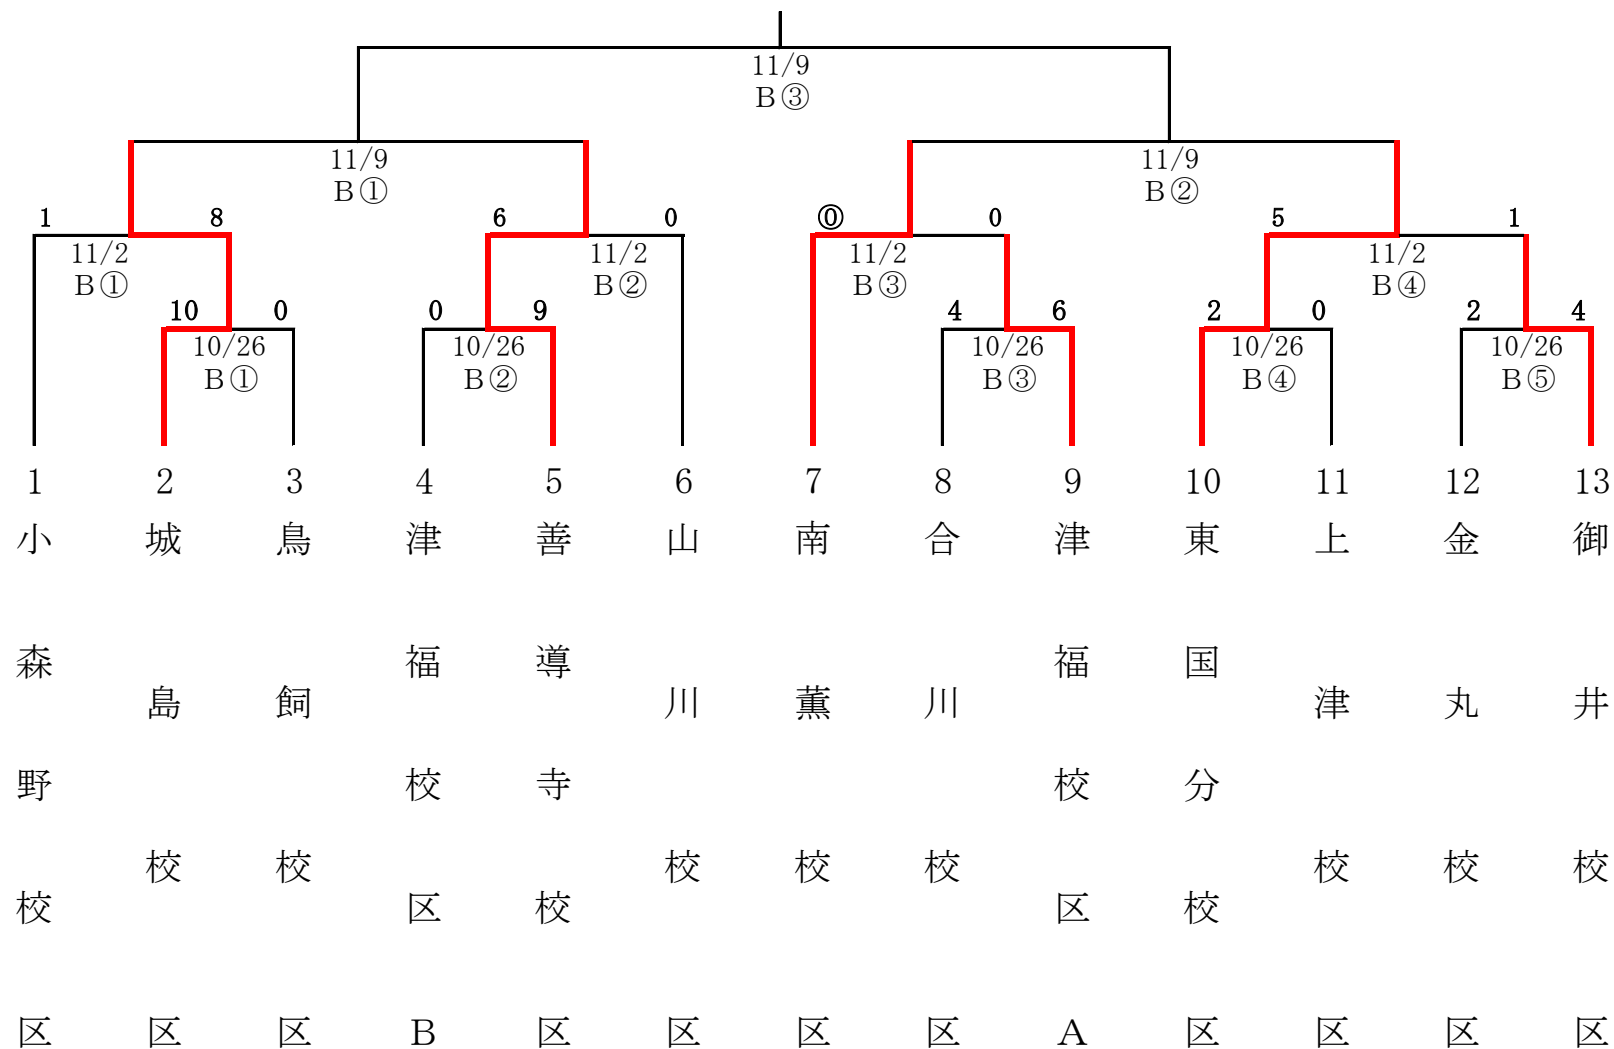 11/9
B③
11/9
B①
11/9
B②
1 8 6 0 ⓪ 0 5 1
11/2 11/2 11/2 11/2
B① B② B③ B④
10 0 0 9 4 6 2 0 2 4
10/26 10/26 10/26 10/26 10/26
B① B② B③ B④ B⑤
1 2 3 4 5 6 7 8 9 10 11 12 13
小森野校区
城島校区
鳥飼校区
津福校区B
善導寺校区
山川校区
南薫校区
合川校区
津福校区A
東国分校区
上津校区
金丸校区
御井校区